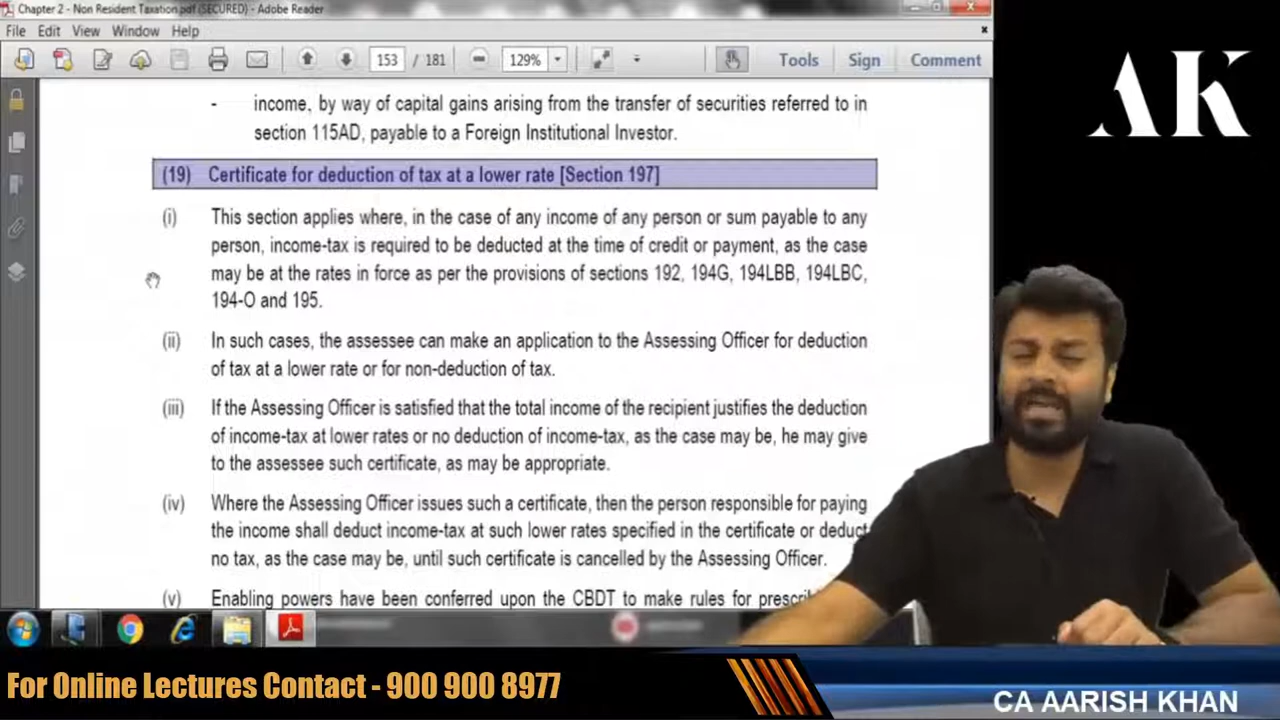 Chapter 2 - Non Resident Taxation.pdf (SECURED) - Adobe Reader
File Edit View Window Help
153 / 181 129% Tools Sign Comment
- income, by way of capital gains arising from the transfer of securities referred to in
section 115AD, payable to a Foreign Institutional Investor.
(19) Certificate for deduction of tax at a lower rate [Section 197]
(i) This section applies where, in the case of any income of any person or sum payable to any
person, income-tax is required to be deducted at the time of credit or payment, as the case
may be at the rates in force as per the provisions of sections 192, 194G, 194LBB, 194LBC,
194-O and 195.
(ii) In such cases, the assessee can make an application to the Assessing Officer for deduction
of tax at a lower rate or for non-deduction of tax.
(iii) If the Assessing Officer is satisfied that the total income of the recipient justifies the deduction
of income-tax at lower rates or no deduction of income-tax, as the case may be, he may give
to the assessee such certificate, as may be appropriate.
(iv) Where the Assessing Officer issues such a certificate, then the person responsible for paying
the income shall deduct income-tax at such lower rates specified in the certificate or deduct
no tax, as the case may be, until such certificate is cancelled by the Assessing Officer.
(v) Enabling powers have been conferred upon the CBDT to make rules for
AK
For Online Lectures Contact - 900 900 8977
CA AARISH KHAN